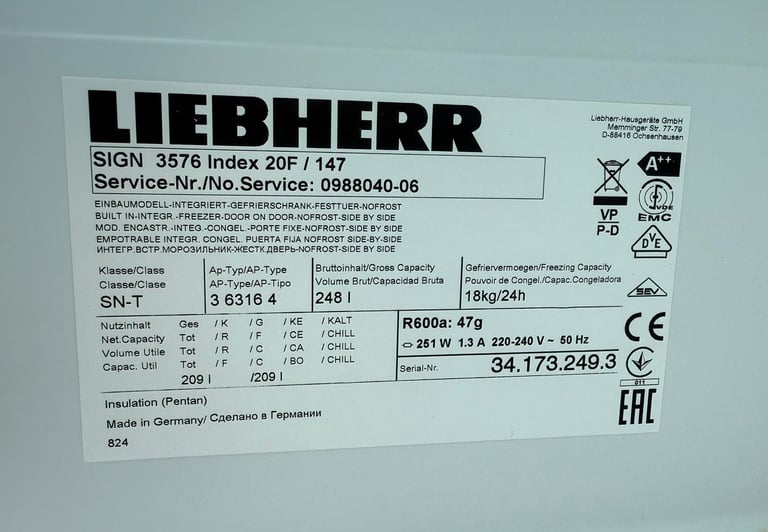 LIEBHERR
Liebherr-Hausgeräte GmbH
Memminger Str. 77-79
D-88416 Ochsenhausen
SIGN 3576 Index 20F / 147
Service-Nr./No.Service: 0988040-06
A++
VDE
EMC
VP
P-D
DVE
SEV
EINBAUMODELL-INTEGRIERT-GEFRIERSCHRANK-FESTTUER-NOFROST
BUILT IN-INTEGR.-FREEZER-DOOR ON DOOR-NOFROST-SIDE BY SIDE
MOD. ENCASTR.-INTEG.-CONGEL.-PORTE FIXE-NOFROST-SIDE BY SIDE
EMPOTRABLE INTEGR. CONGEL. PUERTA FIJA NOFROST SIDE-BY-SIDE
ИНТЕГР.ВСТР.МОРОЗИЛЬНИК-ЖЕСТК.ДВЕРЬ-NOFROST-SIDE BY SIDE
Klasse/Class
Classe/Clase
SN-T
Ap-Typ/AP-Type
AP-Type/AP-Tipo
3 6316 4
Bruttoinhalt/Gross Capacity
Volume Brut/Capacidad Bruta
248 l
Gefriervermoegen/Freezing Capacity
Pouvoir de Congel./Capac.Congeladora
18kg/24h
Nutzinhalt Ges / K / G / KE / KALT
Net.Capacity Tot / R / F / CE / CHILL
Volume Utile Tot / R / C / CA / CHILL
Capac. Util Tot / F / C / BO / CHILL
209 l /209 l
R600a: 47g
251 W 1.3 A 220-240 V ~ 50 Hz
Serial-Nr. 34.173.249.3
CE
011
EAC
Insulation (Pentan)
Made in Germany/ Сделано в Германии
824